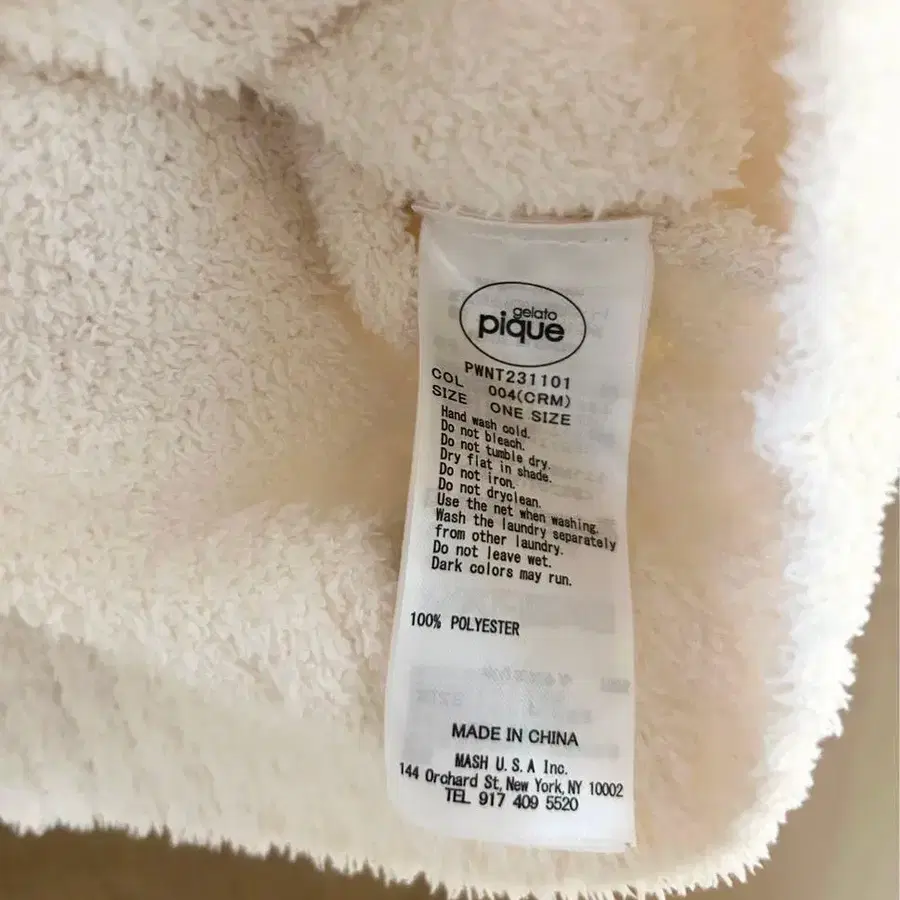 gelato
pique
PWNT231101
COL 004(CRM)
SIZE ONE SIZE
Hand wash cold.
Do not bleach.
Do not tumble dry.
Dry flat in shade.
Do not iron.
Do not dryclean.
Use the net when washing.
Wash the laundry separately
from other laundry.
Do not leave wet.
Dark colors may run.
100% POLYESTER
MADE IN CHINA
MASH U.S.A Inc.
144 Orchard St, New York, NY 10002
TEL 917 409 5520